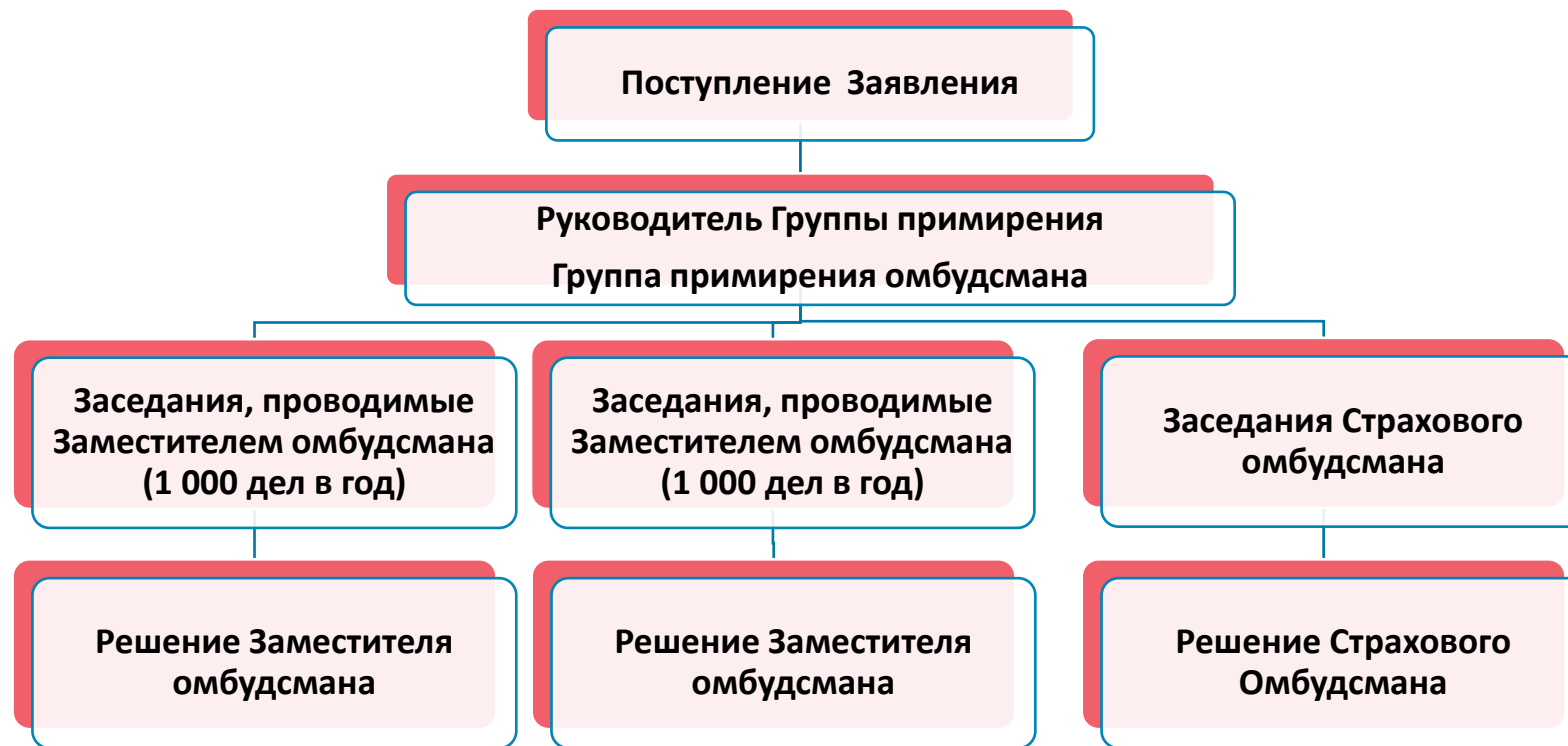 Поступление Заявления
Руководитель Группы примирения
Группа примирения омбудсмана
Заседания, проводимые
Заместителем омбудсмана
(1 000 дел в год)
Заседания, проводимые
Заместителем омбудсмана
(1 000 дел в год)
Заседания Страхового
омбудсмана
Решение Заместителя
омбудсмана
Решение Заместителя
омбудсмана
Решение Страхового
Омбудсмана